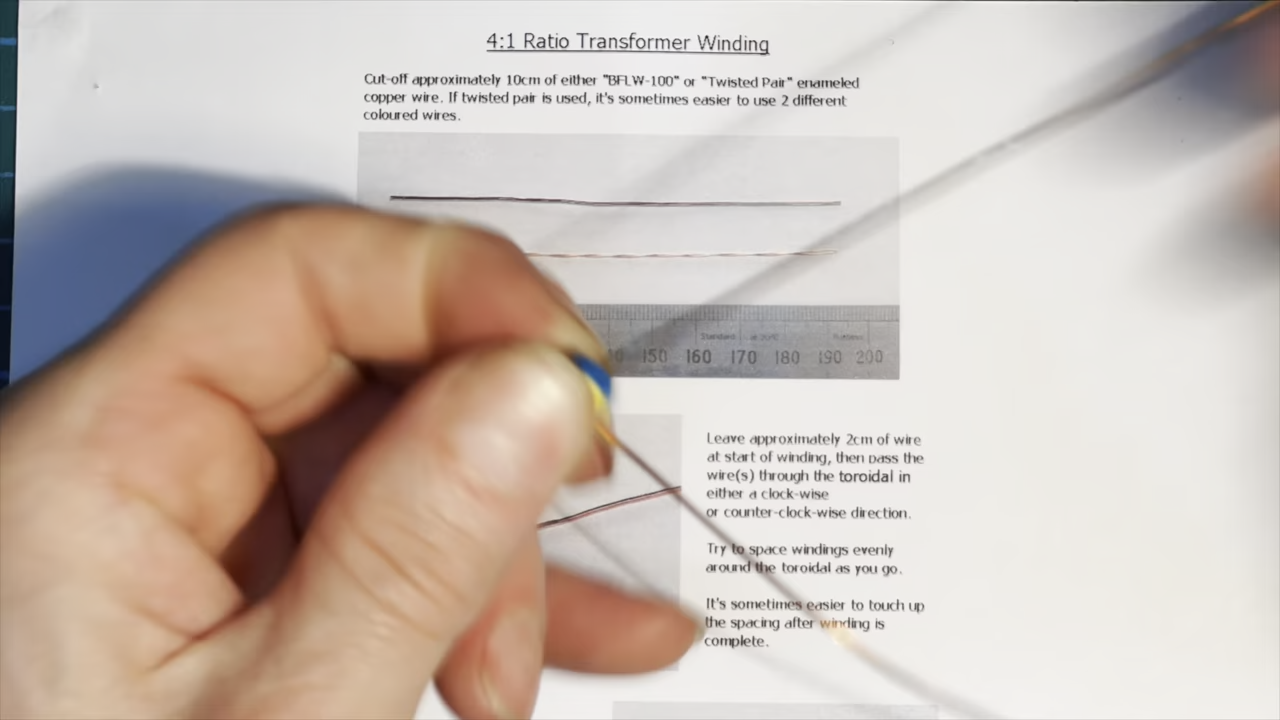 4:1 Ratio Transformer Winding
Cut-off approximately 10cm of either "BFLW-100" or "Twisted Pair" enameled
copper wire. If twisted pair is used, it's sometimes easier to use 2 different
coloured wires.
150 160 170 180 190 200
Leave approximately 2cm of wire
at start of winding, then pass the
wire(s) through the toroidal in
either a clock-wise
or counter-clock-wise direction.
Try to space windings evenly
around the toroidal as you go.
It's sometimes easier to touch up
the spacing after winding is
complete.